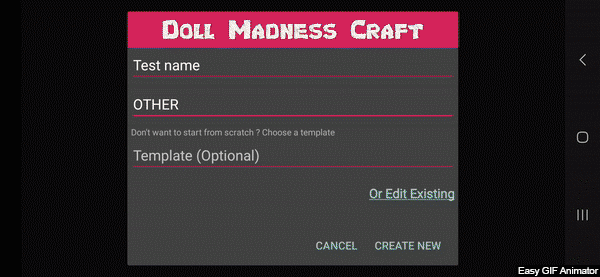 Doll Madness Craft
Test name
OTHER
Don't want to start from scratch ? Choose a template
Template (Optional)
Or Edit Existing
CANCEL CREATE NEW
Easy GIF Animator